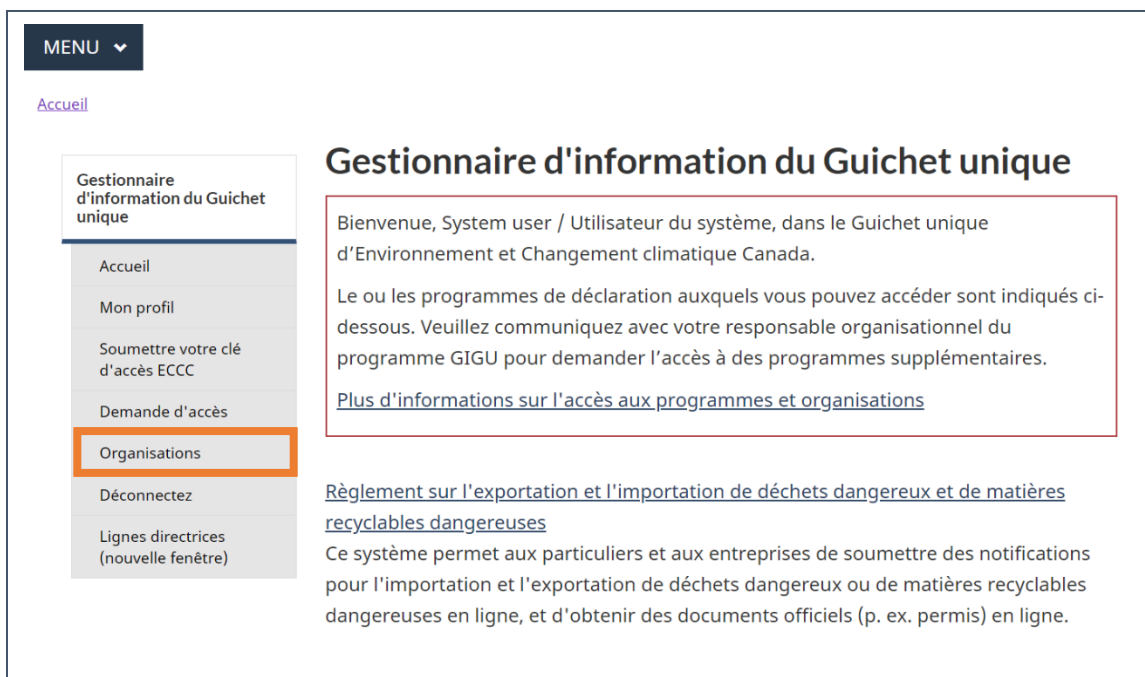 MENU
Accueil
Gestionnaire
d'information du Guichet
unique
Accueil
Mon profil
Soumettre votre clé
d'accès ECCC
Demande d'accès
Organisations
Déconnectez
Lignes directrices
(nouvelle fenêtre)
Gestionnaire d'information du Guichet unique
Bienvenue, System user / Utilisateur du système, dans le Guichet unique
d’Environnement et Changement climatique Canada.
Le ou les programmes de déclaration auxquels vous pouvez accéder sont indiqués ci-
dessous. Veuillez communiquez avec votre responsable organisationnel du
programme GIGU pour demander l’accès à des programmes supplémentaires.
Plus d'informations sur l'accès aux programmes et organisations
Règlement sur l'exportation et l'importation de déchets dangereux et de matières
recyclables dangereuses
Ce système permet aux particuliers et aux entreprises de soumettre des notifications
pour l'importation et l'exportation de déchets dangereux ou de matières recyclables
dangereuses en ligne, et d'obtenir des documents officiels (p. ex. permis) en ligne.